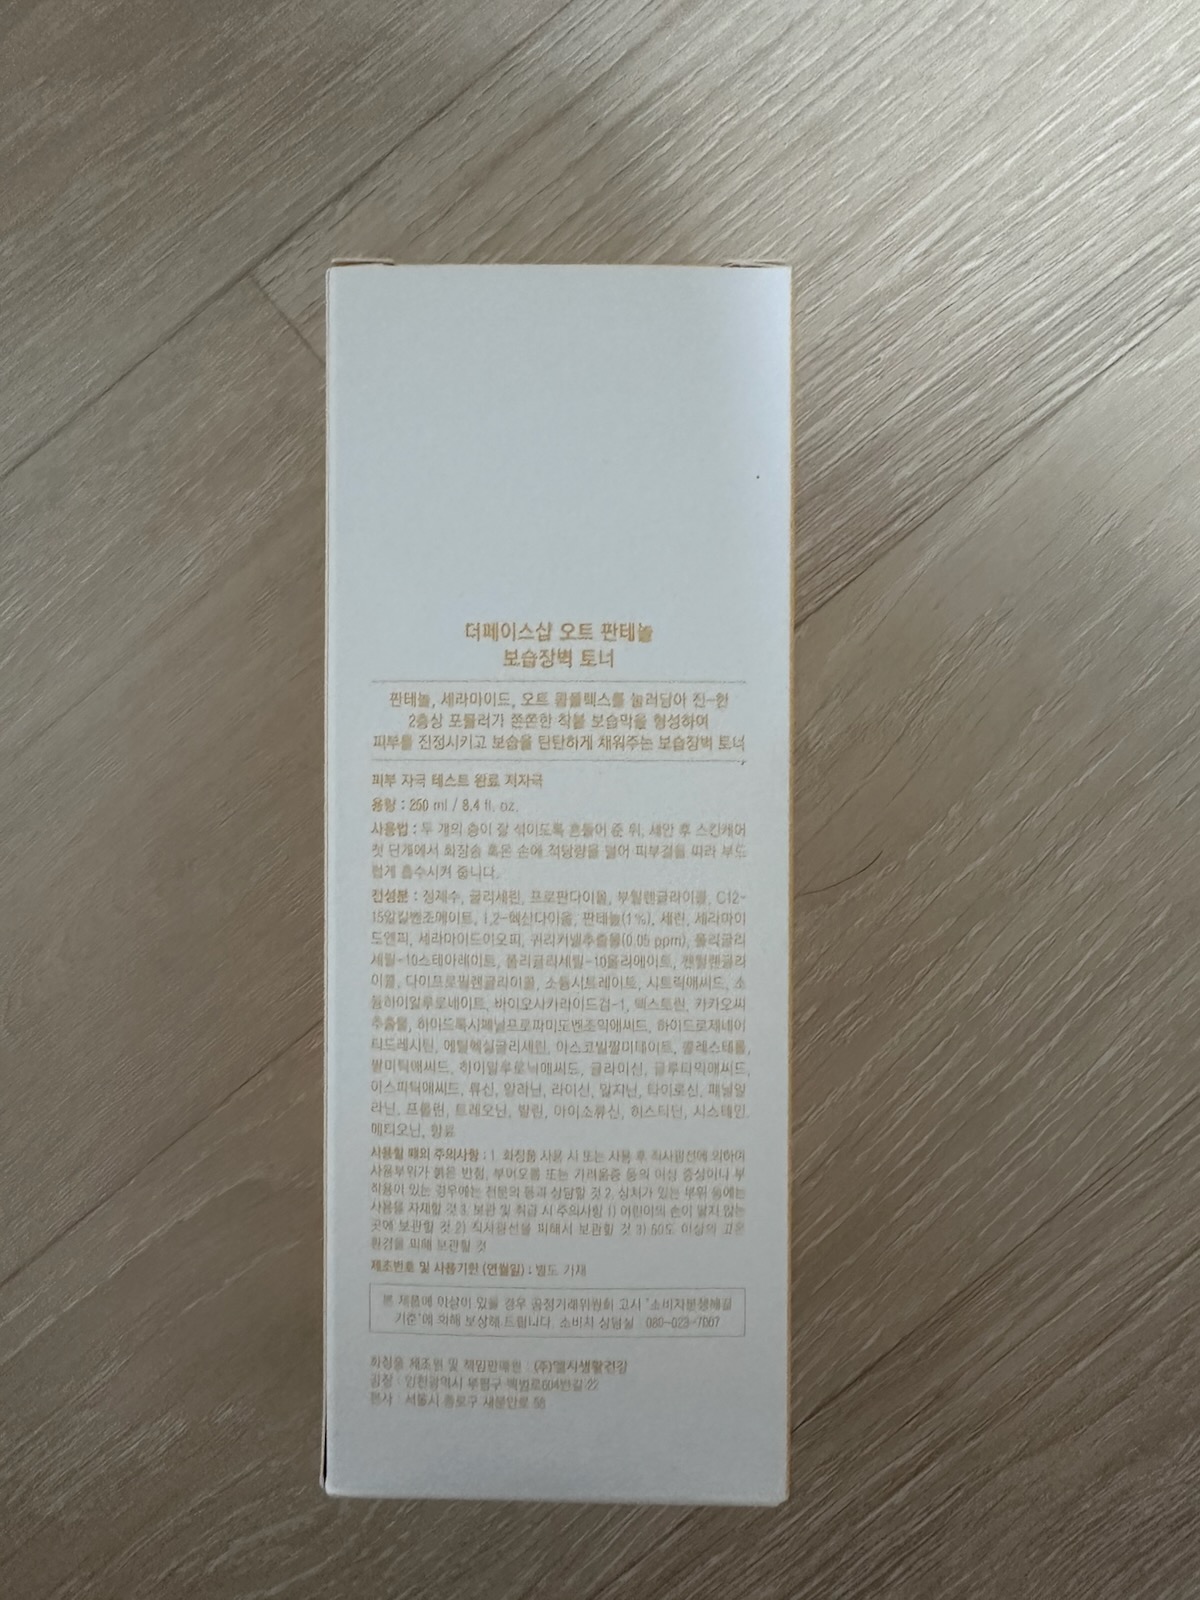 더페이스샵 오트 판테놀
보습장벽 토너
판테놀, 세라마이드, 오트 콤플렉스를 눌러담아 진-한
2층상 포뮬러가 쫀쫀한 착붙 보습막을 형성하여
피부를 진정시키고 보습을 탄탄하게 채워주는 보습장벽 토너
피부 자극 테스트 완료 저자극
용량 : 250 ml / 8.4 fl. oz.
사용법 : 두 개의 층이 잘 섞이도록 흔들어 준 뒤, 세안 후 스킨케어
첫 단계에서 화장솜 혹은 손에 적당량을 덜어 피부결을 따라 부드
럽게 흡수시켜 줍니다.
전성분 : 정제수, 글리세린, 프로판다이올, 부틸렌글라이콜, C12-
15알킬벤조에이트, 1,2-헥산다이올, 판테놀(1%), 세린, 세라마이
드엔피, 세라마이드이오피, 귀리커넬추출물(0.05 ppm), 폴리글리
세릴-10스테아레이트, 폴리글리세릴-10올리에이트, 펜틸렌글라
이콜, 다이프로필렌글라이콜, 소듐시트레이트, 시트릭애씨드, 소
듐하이알루로네이트, 바이오사카라이드검-1, 덱스트린, 카카오씨
추출물, 하이드록시페닐프로파미도벤조익애씨드, 하이드로제네이
티드레시틴, 에틸헥실글리세린, 아스코빌팔미테이트, 콜레스테롤,
팔미틱애씨드, 하이알루로닉애씨드, 글라이신, 글루타믹애씨드,
아스파틱애씨드, 류신, 알라닌, 라이신, 알지닌, 타이로신, 페닐알
라닌, 프롤린, 트레오닌, 발린, 아이소류신, 히스티딘, 시스테인,
메티오닌, 향료
사용할 때의 주의사항 : 1. 화장품 사용 시 또는 사용 후 직사광선에 의하여
사용부위가 붉은 반점, 부어오름 또는 가려움증 등의 이상 증상이나 부
작용이 있는 경우에는 전문의 등과 상담할 것 2. 상처가 있는 부위 등에는
사용을 자제할 것 3. 보관 및 취급 시 주의사항 1) 어린이의 손이 닿지 않는
곳에 보관할 것 2) 직사광선을 피해서 보관할 것 3) 50도 이상의 고온
환경을 피해 보관할 것
제조번호 및 사용기한 (연월일) : 별도 기재
본 제품에 이상이 있을 경우 공정거래위원회 고시 '소비자분쟁해결
기준'에 의해 보상해 드립니다. 소비자 상담실 : 080-023-7007
화장품 제조원 및 책임판매원 : (주)엘지생활건강
공장 : 인천광역시 부평구 백범로604번길 22
본사 : 서울시 종로구 새문안로 58